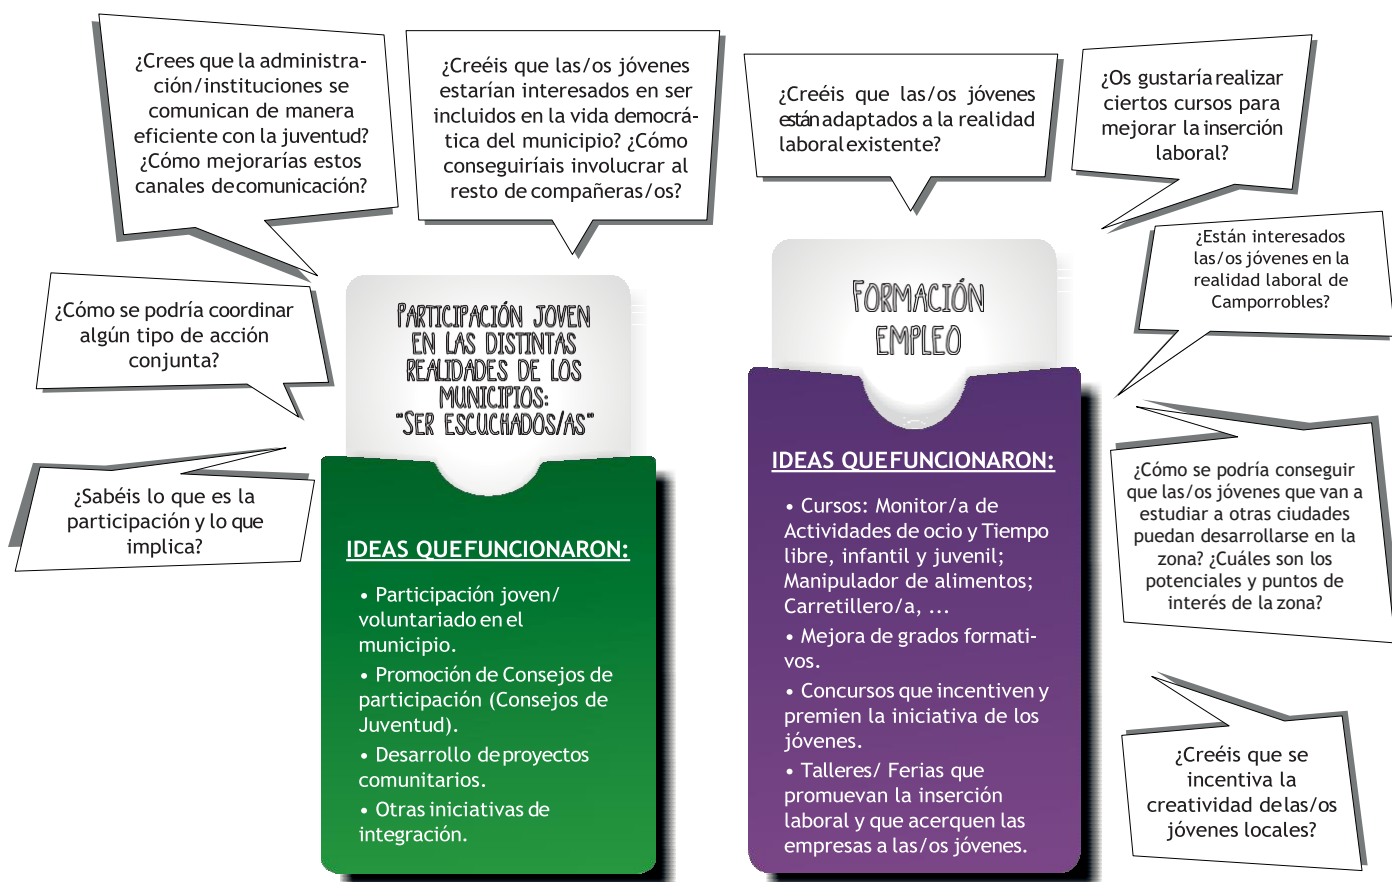 ¿Crees que la administra-
ción/instituciones se
comunican de manera
eficiente con la juventud?
¿Cómo mejorarías estos
canales de comunicación?
¿Creéis que las/os jóvenes
estarían interesados en ser
incluidos en la vida democrá-
tica del municipio? ¿Cómo
conseguiríais involucrar al
resto de compañeras/os?
¿Cómo se podría coordinar
algún tipo de acción
conjunta?
¿Sabéis lo que es la
participación y lo que
implica?
PARTICIPACIÓN JOVEN
EN LAS DISTINTAS
REALIDADES DE LOS
MUNICIPIOS:
"SER ESCUCHADOS/AS"
IDEAS QUE FUNCIONARON:
• Participación joven/
voluntariado en el
municipio.
• Promoción de Consejos de
participación (Consejos de
Juventud).
• Desarrollo de proyectos
comunitarios.
• Otras iniciativas de
integración.
¿Creéis que las/os jóvenes
están adaptados a la realidad
laboral existente?
¿Os gustaría realizar
ciertos cursos para
mejorar la inserción
laboral?
¿Están interesados
las/os jóvenes en la
realidad laboral de
Camporrobles?
¿Cómo se podría conseguir
que las/os jóvenes que van a
estudiar a otras ciudades
puedan desarrollarse en la
zona? ¿Cuáles son los
potenciales y puntos de
interés de la zona?
¿Creéis que se
incentiva la
creatividad de las/os
jóvenes locales?
FORMACIÓN
EMPLEO
IDEAS QUE FUNCIONARON:
• Cursos: Monitor/a de
Actividades de ocio y Tiempo
libre, infantil y juvenil;
Manipulador de alimentos;
Carretillero/a, ...
• Mejora de grados formati-
vos.
• Concursos que incentiven y
premien la iniciativa de los
jóvenes.
• Talleres/ Ferias que
promuevan la inserción
laboral y que acerquen las
empresas a las/os jóvenes.